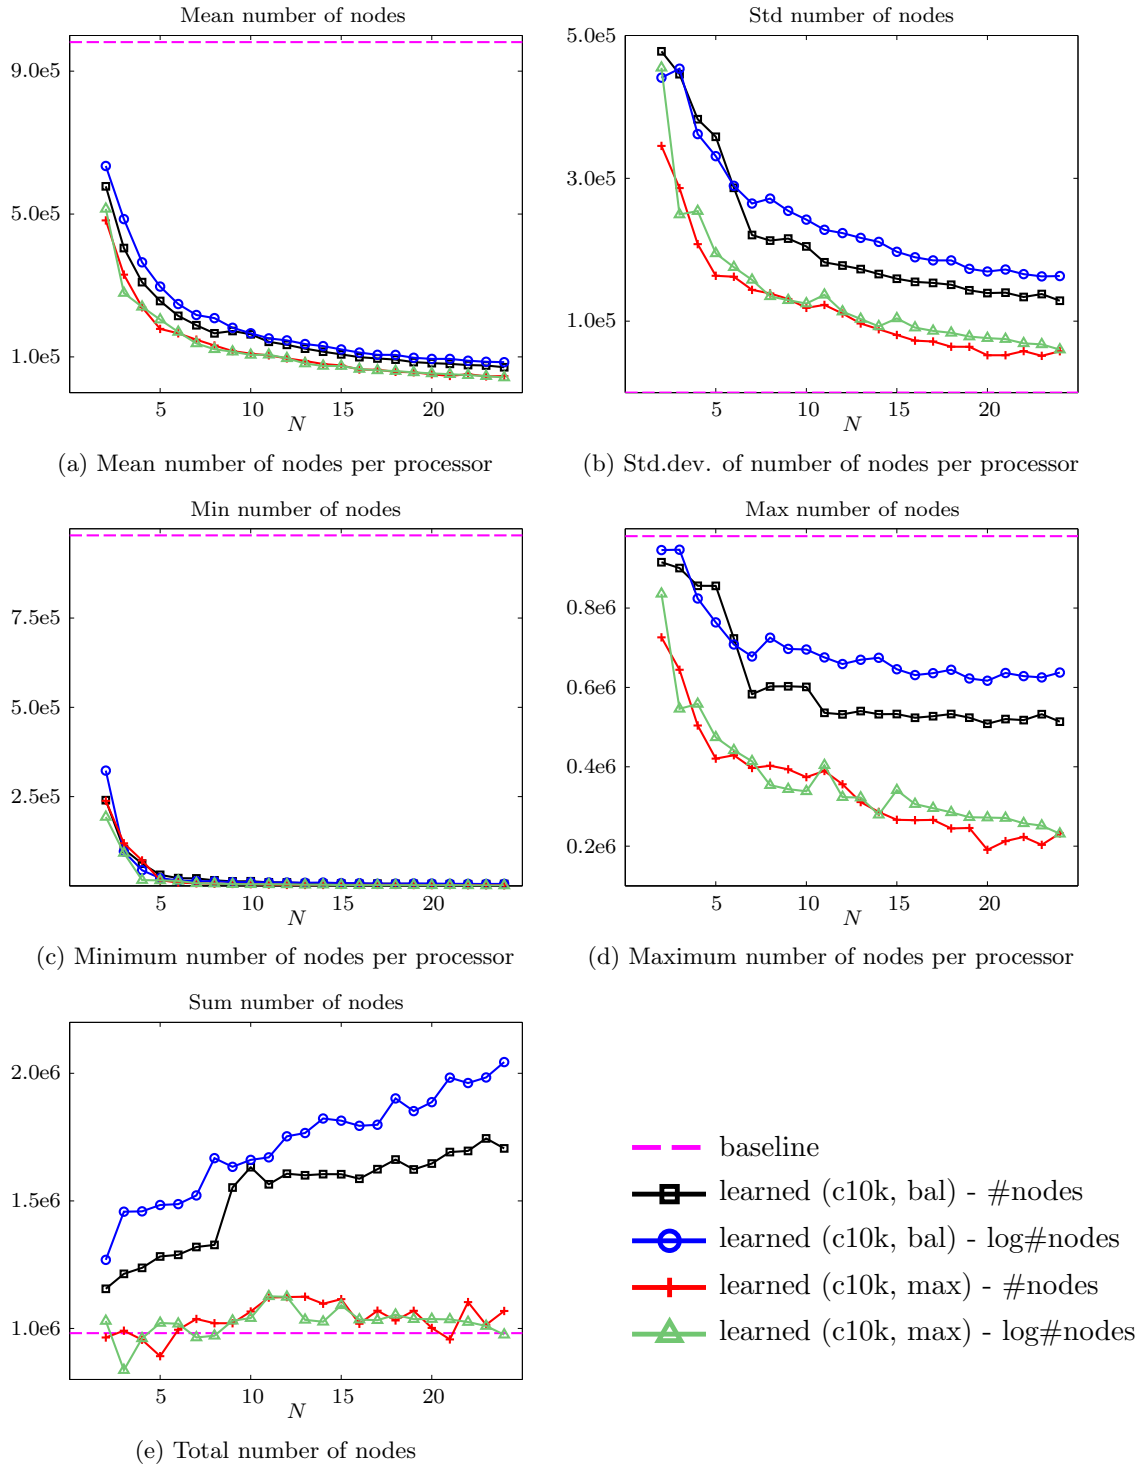 Mean number of nodes
9.0e5
5.0e5
1.0e5
5 10 15 20
N
(a) Mean number of nodes per processor
Std number of nodes
5.0e5
3.0e5
1.0e5
5 10 15 20
N
(b) Std.dev. of number of nodes per processor
Min number of nodes
7.5e5
5.0e5
2.5e5
5 10 15 20
N
(c) Minimum number of nodes per processor
Max number of nodes
0.8e6
0.6e6
0.4e6
0.2e6
5 10 15 20
N
(d) Maximum number of nodes per processor
Sum number of nodes
2.0e6
1.5e6
1.0e6
5 10 15 20
N
(e) Total number of nodes
baseline
learned (c10k, bal) - #nodes
learned (c10k, bal) - log#nodes
learned (c10k, max) - #nodes
learned (c10k, max) - log#nodes